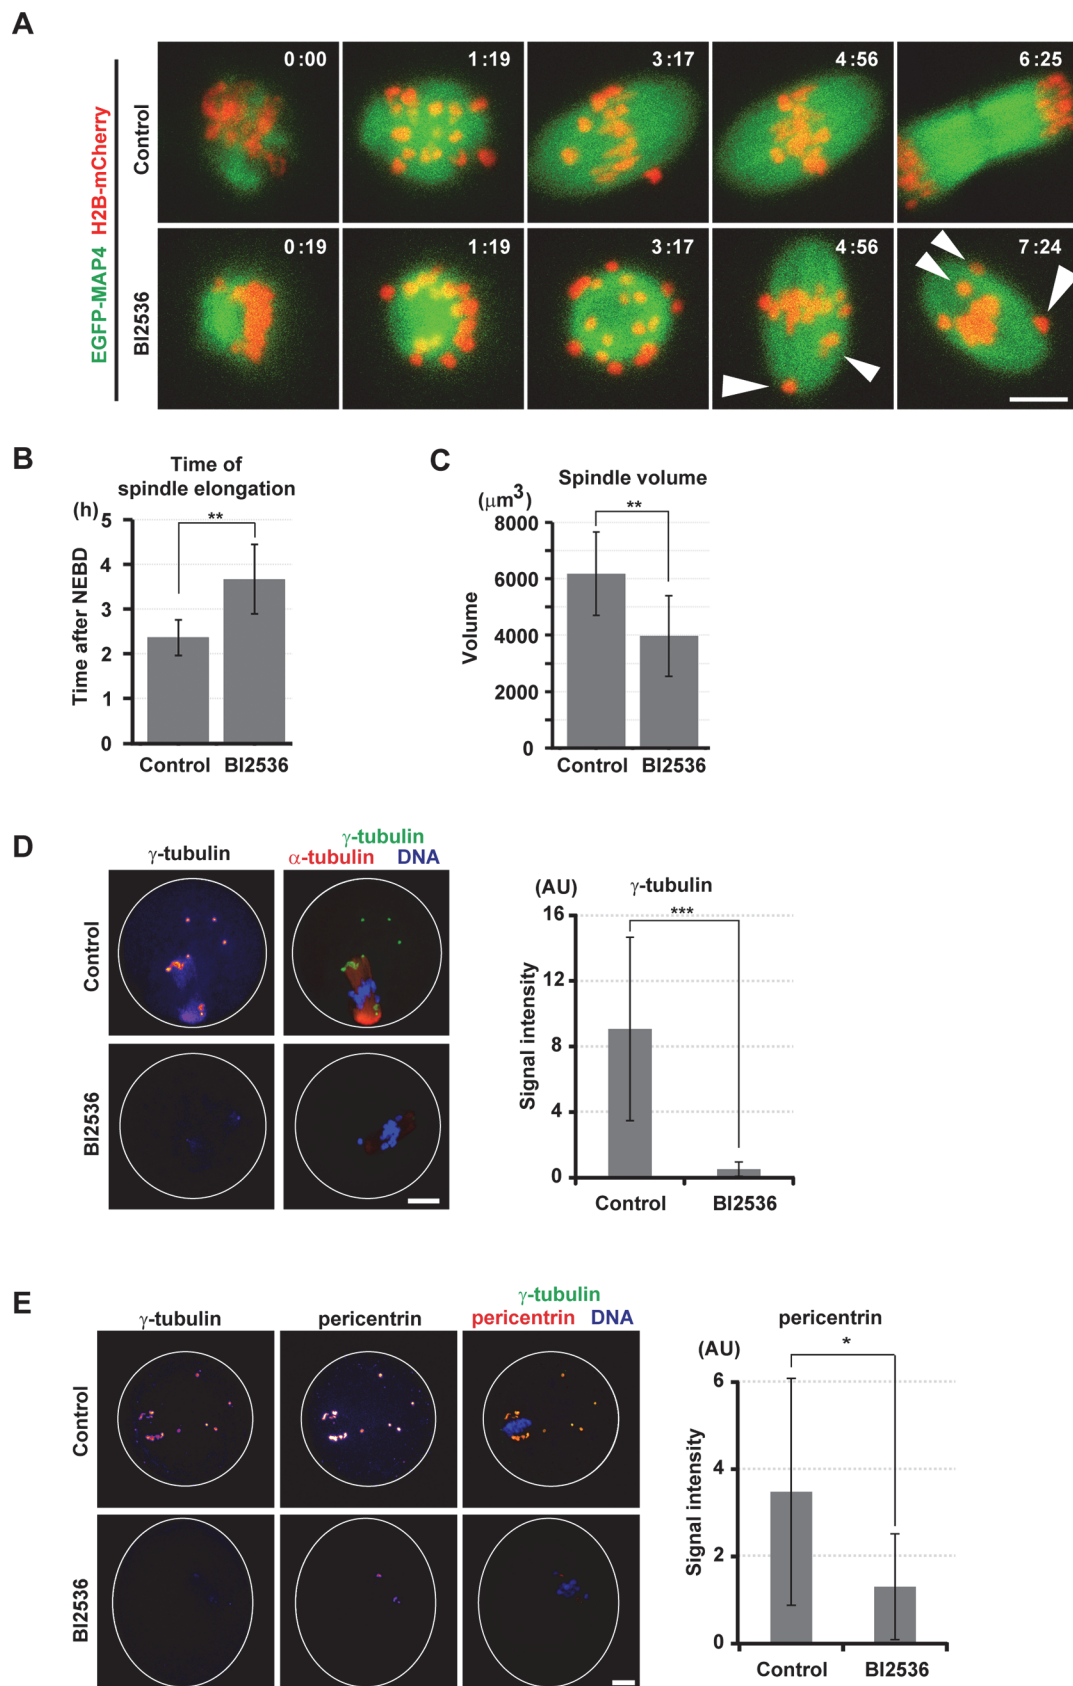 A
EGFP-MAP4 H2B-mCherry
Control
0:00
1:19
3:17
4:56
6:25
BI2536
0:19
1:19
3:17
4:56
7:24
B
Time of
spindle elongation
(h)
**
Time after NEBD
5
4
3
2
1
0
Control
BI2536
C
Spindle volume
(μm³)
**
Volume
8000
6000
4000
2000
0
Control
BI2536
D
γ-tubulin
γ-tubulin
α-tubulin DNA
Control
BI2536
(AU)
γ-tubulin
***
Signal intensity
16
12
8
4
0
Control
BI2536
E
γ-tubulin
pericentrin
γ-tubulin
pericentrin DNA
Control
BI2536
pericentrin
(AU)
*
Signal intensity
6
4
2
0
Control
BI2536